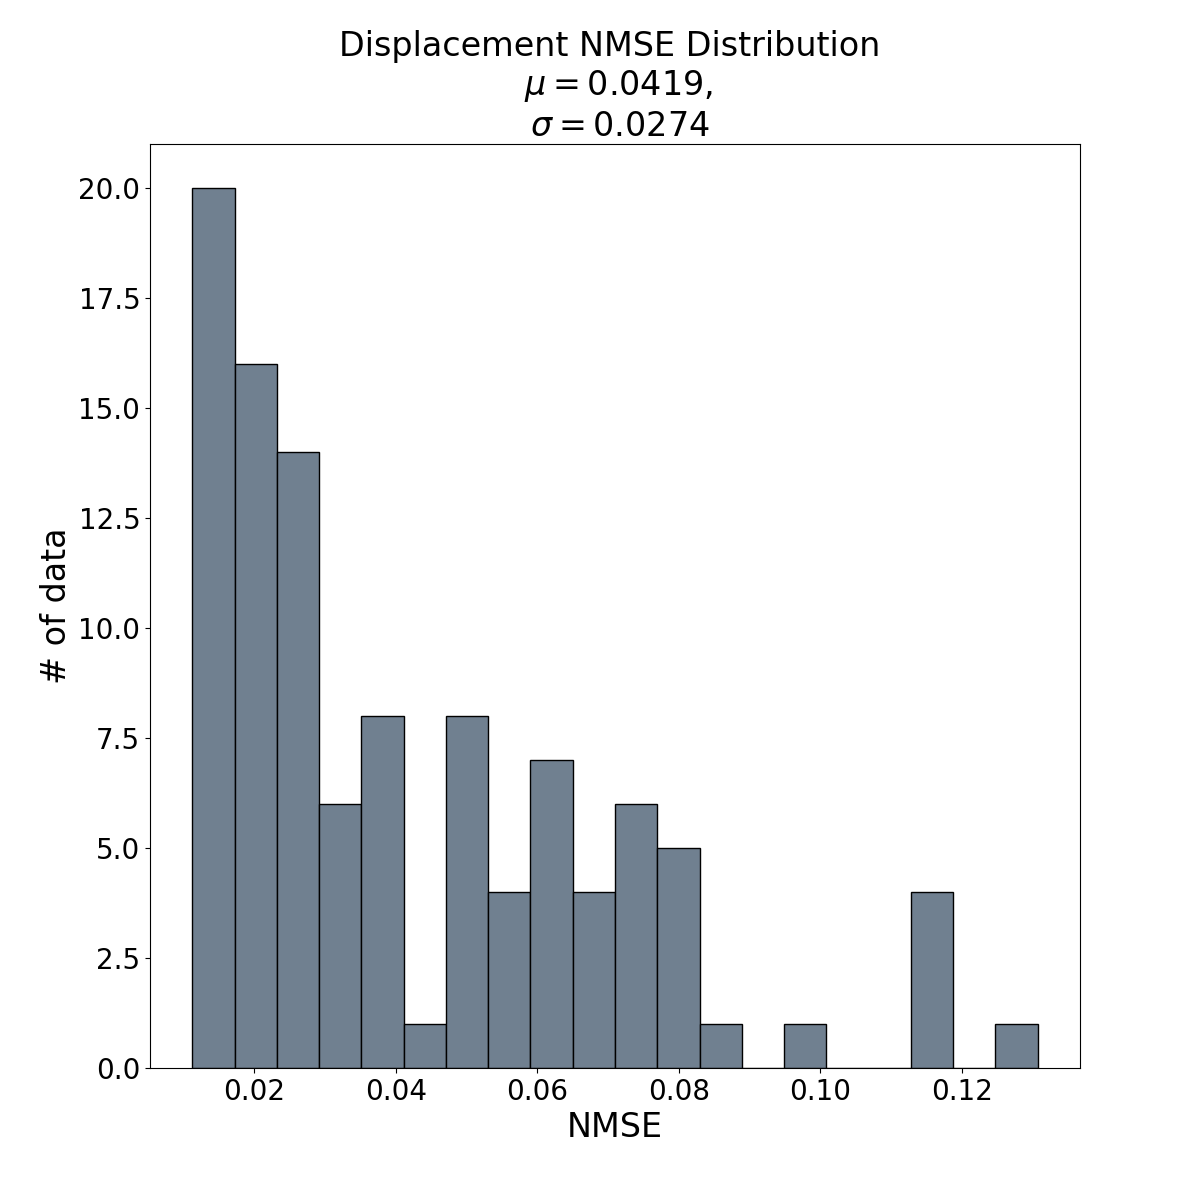 Displacement NMSE Distribution
μ = 0.0419,
σ = 0.0274
20.0
17.5
15.0
12.5
10.0
7.5
5.0
2.5
0.0
# of data
0.02 0.04 0.06 0.08 0.10 0.12
NMSE